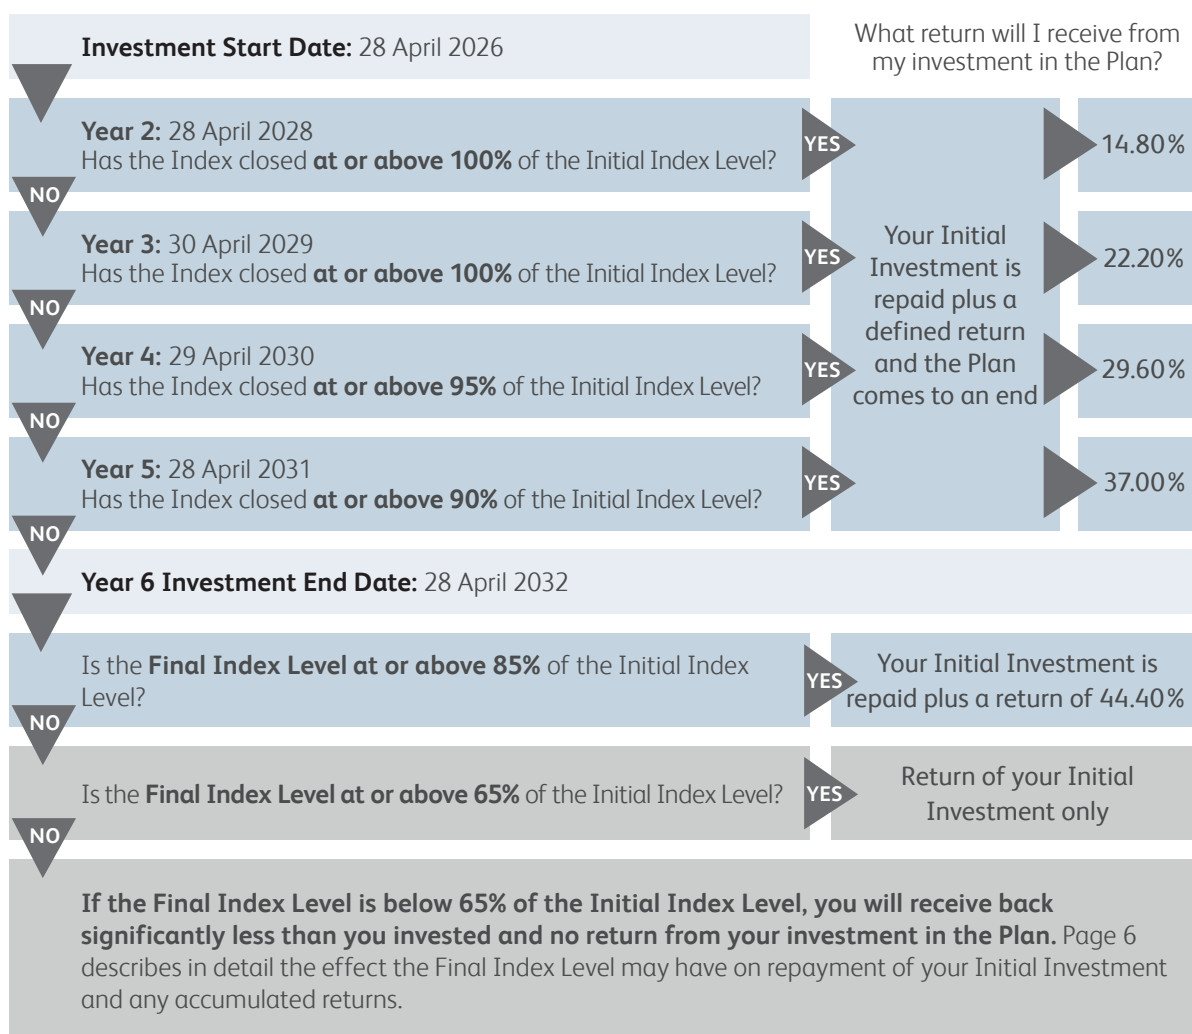 Investment Start Date: 28 April 2026
What return will I receive from
my investment in the Plan?
Year 2: 28 April 2028
Has the Index closed at or above 100% of the Initial Index Level?
YES
14.80%
NO
Year 3: 30 April 2029
Has the Index closed at or above 100% of the Initial Index Level?
YES
22.20%
NO
Year 4: 29 April 2030
Has the Index closed at or above 95% of the Initial Index Level?
YES
29.60%
NO
Year 5: 28 April 2031
Has the Index closed at or above 90% of the Initial Index Level?
YES
37.00%
NO
Your Initial
Investment is
repaid plus a
defined return
and the Plan
comes to an end
Year 6 Investment End Date: 28 April 2032
Is the Final Index Level at or above 85% of the Initial Index
Level?
YES
Your Initial Investment is
repaid plus a return of 44.40%
NO
Is the Final Index Level at or above 65% of the Initial Index Level?
YES
Return of your Initial
Investment only
NO
If the Final Index Level is below 65% of the Initial Index Level, you will receive back
significantly less than you invested and no return from your investment in the Plan. Page 6
describes in detail the effect the Final Index Level may have on repayment of your Initial Investment
and any accumulated returns.